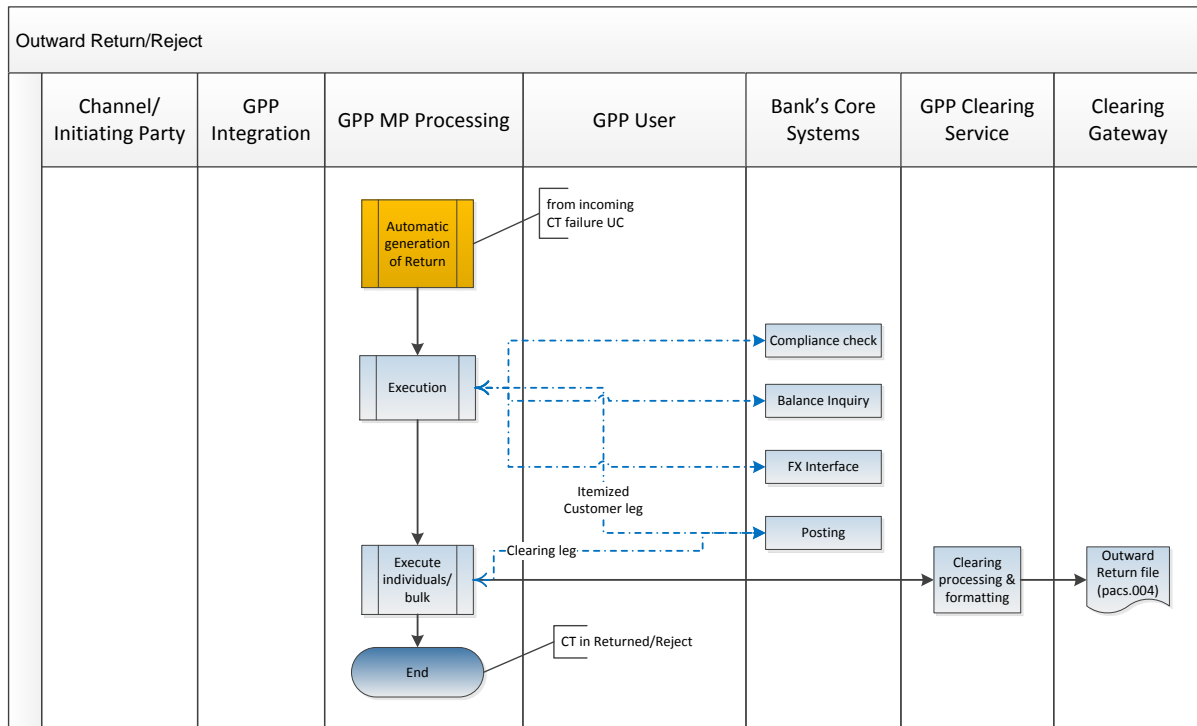 Outward Return/Reject
Channel/
Initiating Party
GPP
Integration
GPP MP Processing
GPP User
Bank's Core
Systems
GPP Clearing
Service
Clearing
Gateway
Automatic
generation
of Return
from incoming
CT failure UC
Compliance check
Execution
Balance Inquiry
FX Interface
Itemized
Customer leg
Posting
Clearing leg
Execute
individuals/
bulk
Clearing
processing &
formatting
Outward
Return file
(pacs.004)
CT in Returned/Reject
End